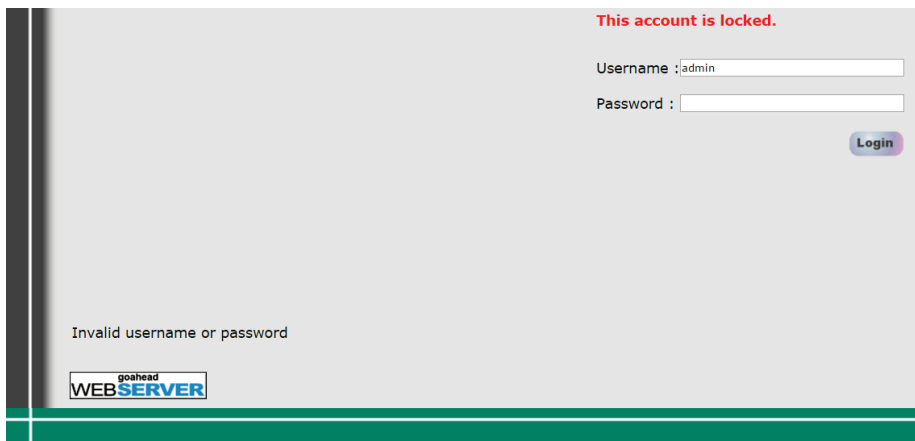 This account is locked.
Username : admin
Password :
Login
Invalid username or password
goahead
WEBSERVER